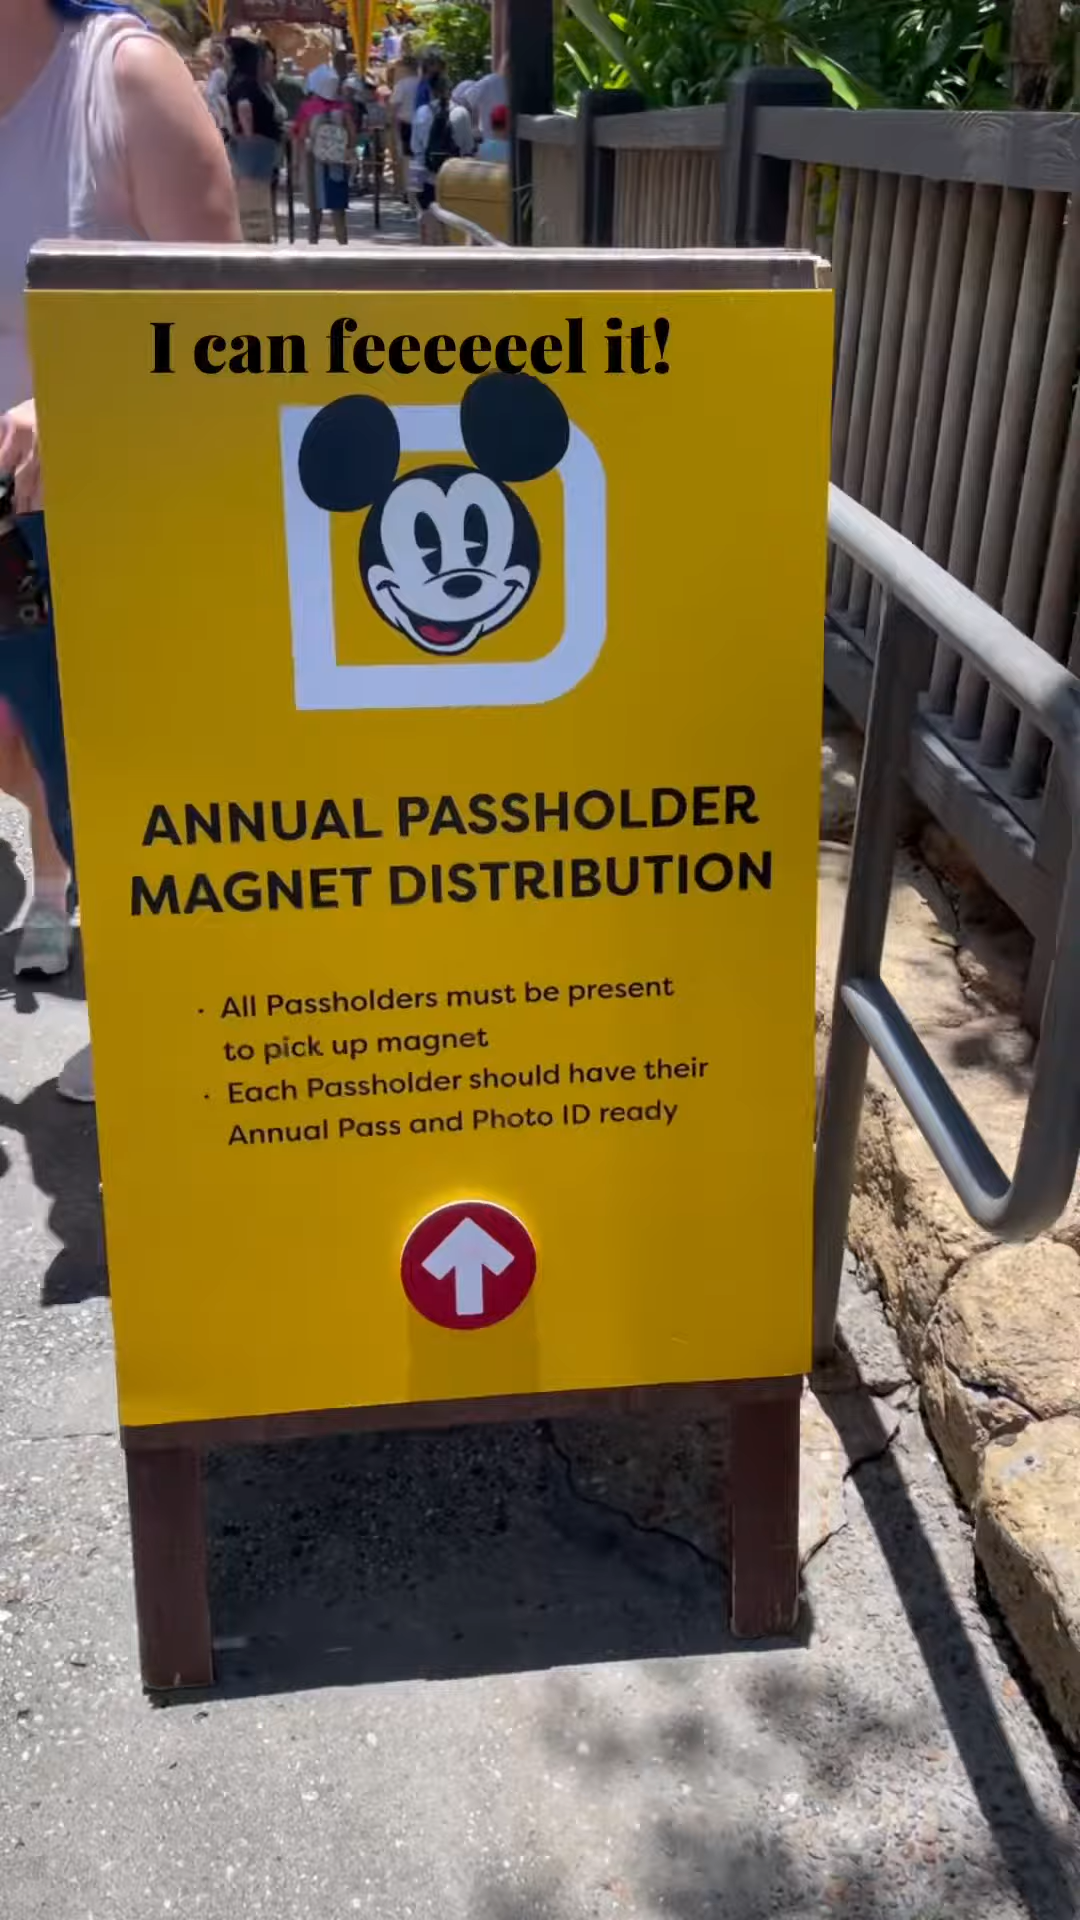 I can feeeeeel it!
ANNUAL PASSHOLDER
MAGNET DISTRIBUTION
· All Passholders must be present
to pick up magnet
· Each Passholder should have their
Annual Pass and Photo ID ready